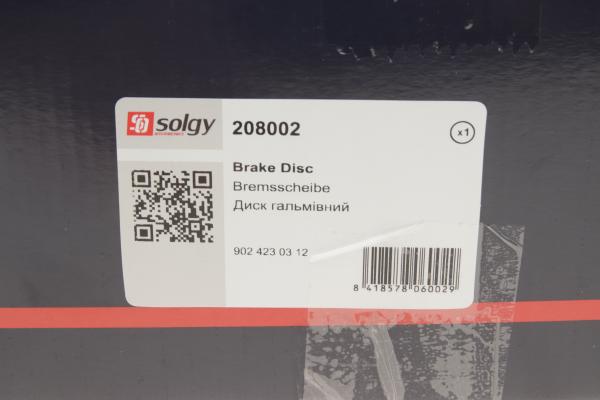 solgy
208002
x1
Brake Disc
Bremsscheibe
Диск гальмівний
902 423 03 12
8 418578 060029